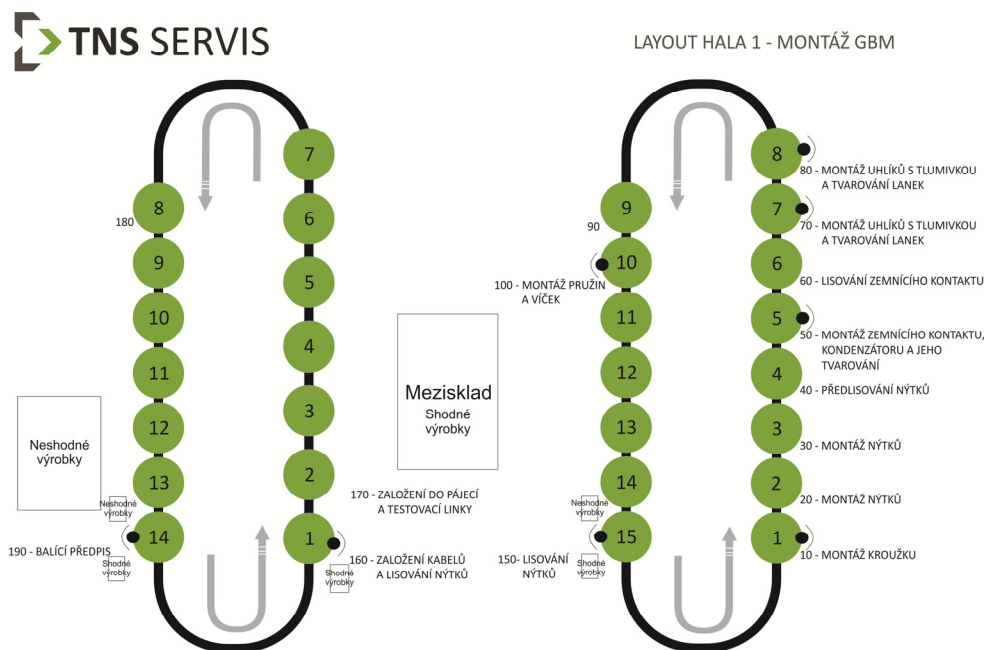 TNS SERVIS
LAYOUT HALA 1 - MONTÁŽ GBM
7
8
180
6
9
5
10
4
11
3
12
2
13
1
14
Neshodné
výrobky
Neshodné
výrobky
190 - BALÍCÍ PŘEDPIS
Shodné
výrobky
170 - ZALOŽENÍ DO PÁJECÍ
A TESTOVACÍ LINKY
160 - ZALOŽENÍ KABELŮ
A LISOVÁNÍ NÝTKŮ
Shodné
výrobky
Mezisklad
Shodné
výrobky
8
80 - MONTÁŽ UHLÍKŮ S TLUMIVKOU
A TVAROVÁNÍ LANEK
9
90
7
70 - MONTÁŽ UHLÍKŮ S TLUMIVKOU
A TVAROVÁNÍ LANEK
10
100 - MONTÁŽ PRUŽIN
A VÍČEK
6
60 - LISOVÁNÍ ZEMNÍCÍHO KONTAKTU
11
5
50 - MONTÁŽ ZEMNÍCÍHO KONTAKTU,
KONDENZÁTORU A JEHO
TVAROVÁNÍ
12
4
40 - PŘEDLISOVÁNÍ NÝTKŮ
13
3
30 - MONTÁŽ NÝTKŮ
14
2
20 - MONTÁŽ NÝTKŮ
Neshodné
výrobky
15
150- LISOVÁNÍ
NÝTKŮ
Shodné
výrobky
1
10 - MONTÁŽ KROUŽKU